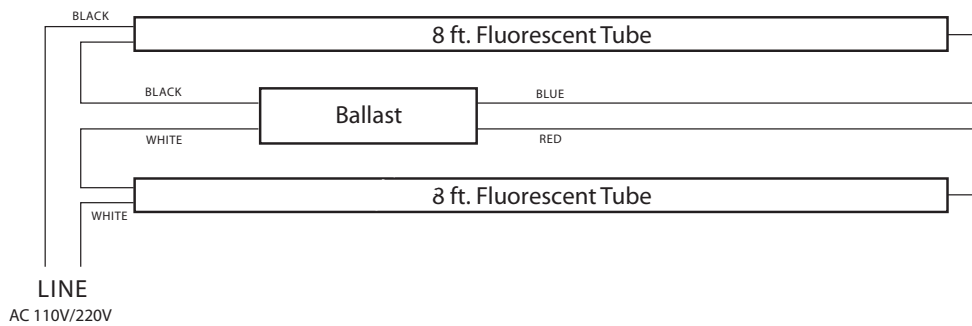 BLACK
8 ft. Fluorescent Tube
BLACK
BLUE
Ballast
WHITE
RED
8 ft. Fluorescent Tube
WHITE
LINE
AC 110V/220V